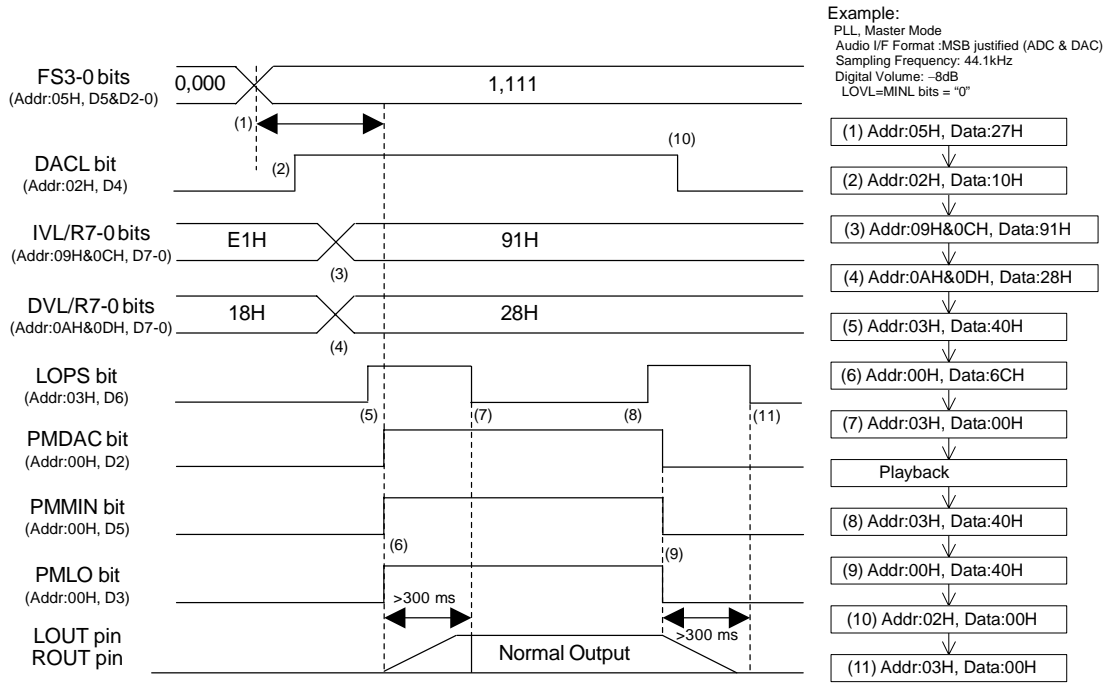 Example:
PLL, Master Mode
Audio I/F Format :MSB justified (ADC & DAC)
Sampling Frequency: 44.1kHz
Digital Volume: −8dB
LOVL=MINL bits = “0”
FS3-0 bits
(Addr:05H, D5&D2-0)
0,000
1,111
(1)
DACL bit
(Addr:02H, D4)
(2)
(10)
IVL/R7-0 bits
(Addr:09H&0CH, D7-0)
E1H
91H
(3)
DVL/R7-0 bits
(Addr:0AH&0DH, D7-0)
18H
28H
(4)
LOPS bit
(Addr:03H, D6)
(5)
(7)
(8)
(11)
PMDAC bit
(Addr:00H, D2)
PMMIN bit
(Addr:00H, D5)
(6)
(9)
PMLO bit
(Addr:00H, D3)
>300 ms
>300 ms
LOUT pin
ROUT pin
Normal Output
(1) Addr:05H, Data:27H
(2) Addr:02H, Data:10H
(3) Addr:09H&0CH, Data:91H
(4) Addr:0AH&0DH, Data:28H
(5) Addr:03H, Data:40H
(6) Addr:00H, Data:6CH
(7) Addr:03H, Data:00H
Playback
(8) Addr:03H, Data:40H
(9) Addr:00H, Data:40H
(10) Addr:02H, Data:00H
(11) Addr:03H, Data:00H